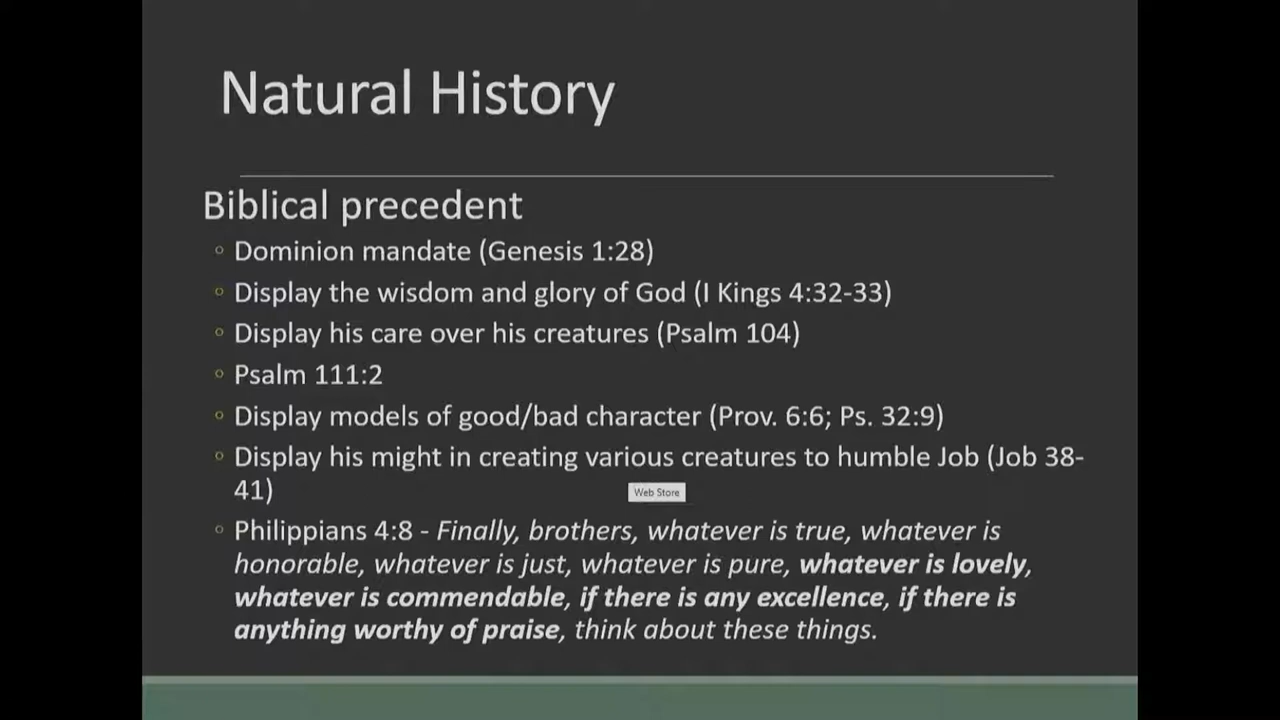 Natural History
Biblical precedent
◦ Dominion mandate (Genesis 1:28)
◦ Display the wisdom and glory of God (I Kings 4:32-33)
◦ Display his care over his creatures (Psalm 104)
◦ Psalm 111:2
◦ Display models of good/bad character (Prov. 6:6; Ps. 32:9)
◦ Display his might in creating various creatures to humble Job (Job 38-
41)
Web Store
◦ Philippians 4:8 - Finally, brothers, whatever is true, whatever is
honorable, whatever is just, whatever is pure, whatever is lovely,
whatever is commendable, if there is any excellence, if there is
anything worthy of praise, think about these things.